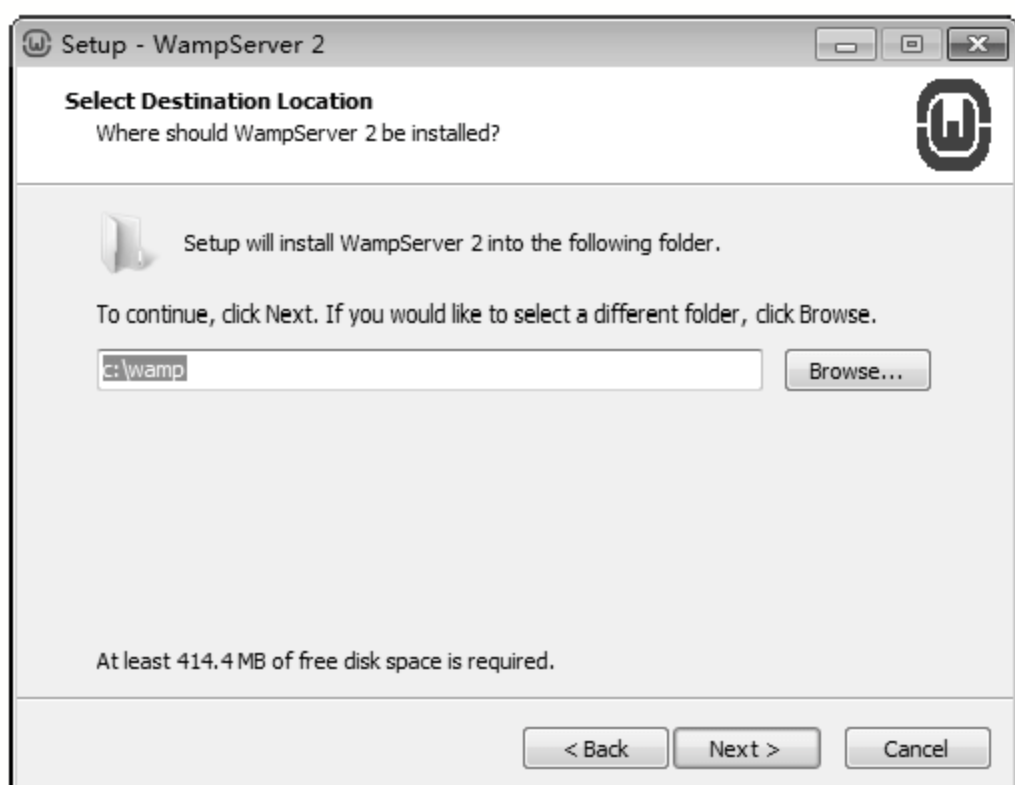 Setup - WampServer 2
Select Destination Location
Where should WampServer 2 be installed?
Setup will install WampServer 2 into the following folder.
To continue, click Next. If you would like to select a different folder, click Browse.
c:\wamp
Browse...
At least 414.4 MB of free disk space is required.
< Back
Next >
Cancel